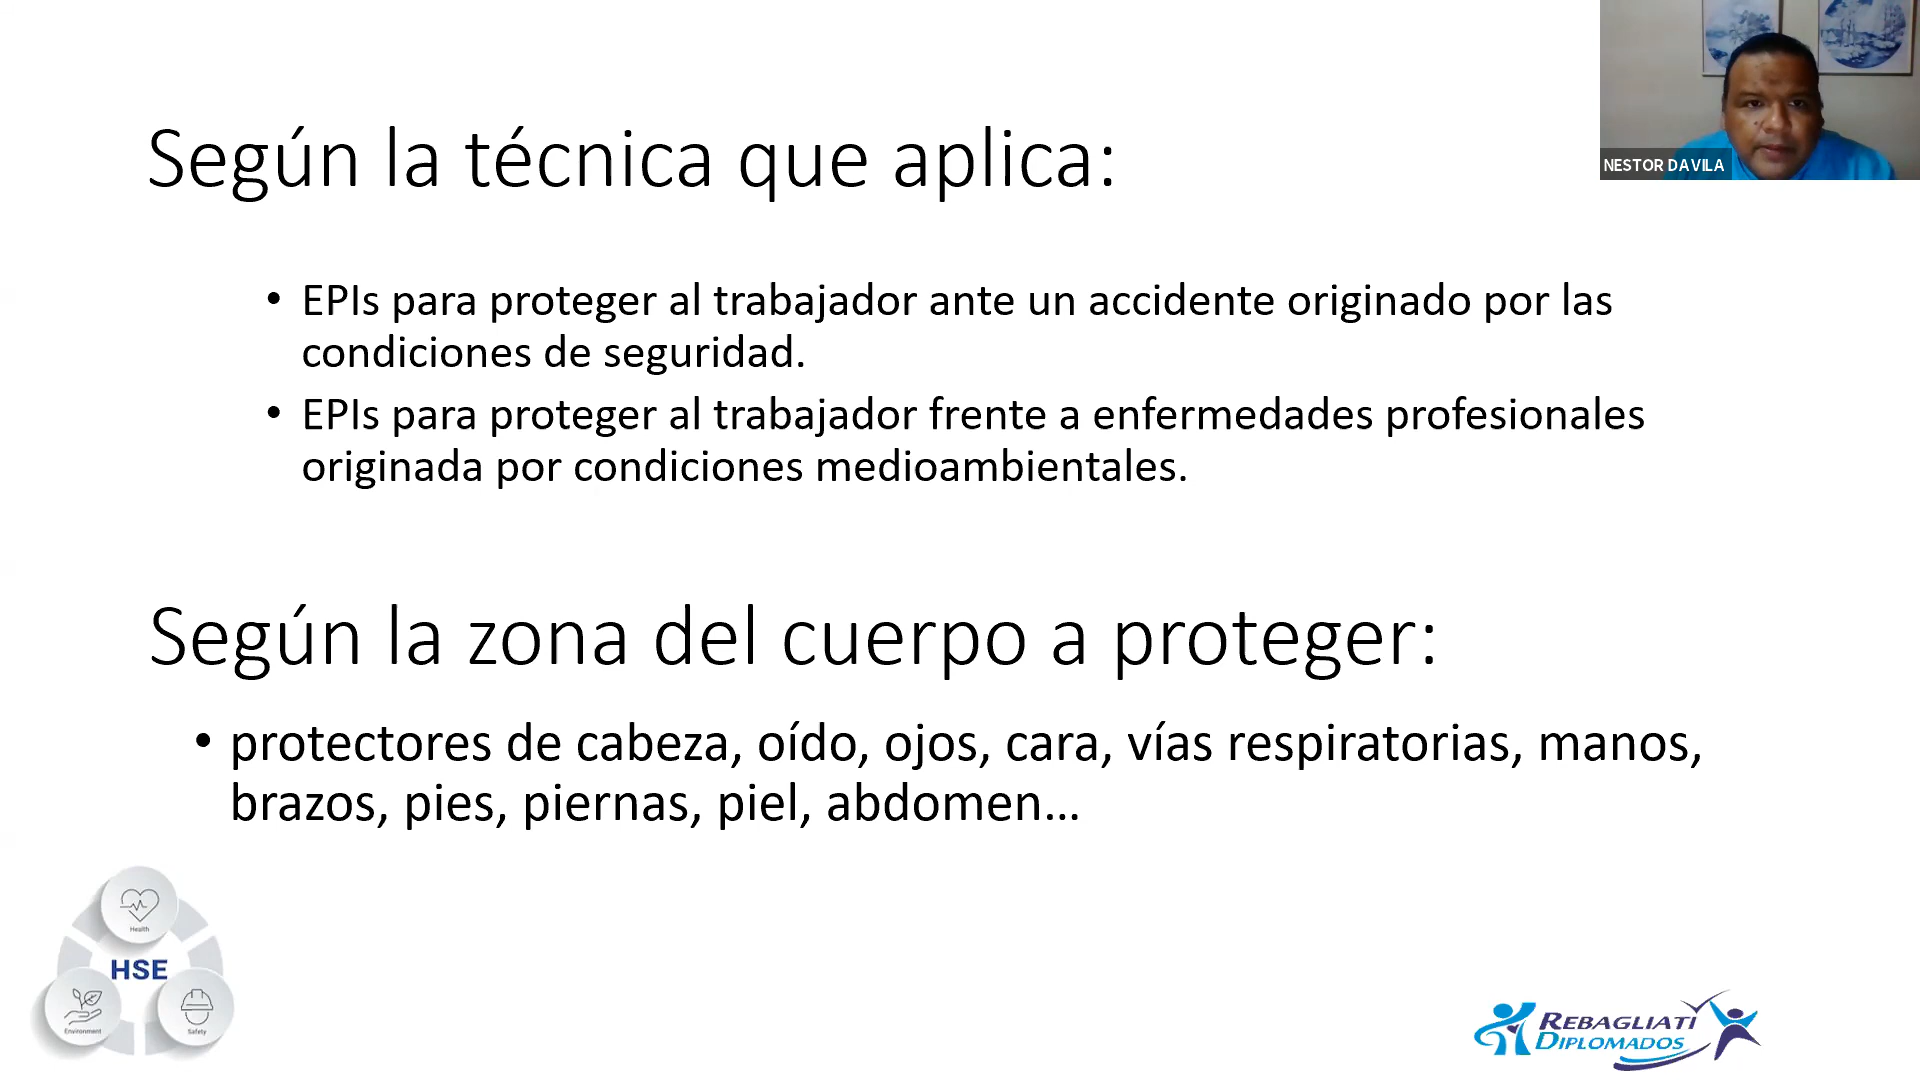 NESTOR DAVILA
Según la técnica que aplica:
• EPIs para proteger al trabajador ante un accidente originado por las
condiciones de seguridad.
• EPIs para proteger al trabajador frente a enfermedades profesionales
originada por condiciones medioambientales.
Según la zona del cuerpo a proteger:
• protectores de cabeza, oído, ojos, cara, vías respiratorias, manos,
brazos, pies, piernas, piel, abdomen...
Health
HSE
Environment
Safety
REBAGLIATI
DIPLOMADOS